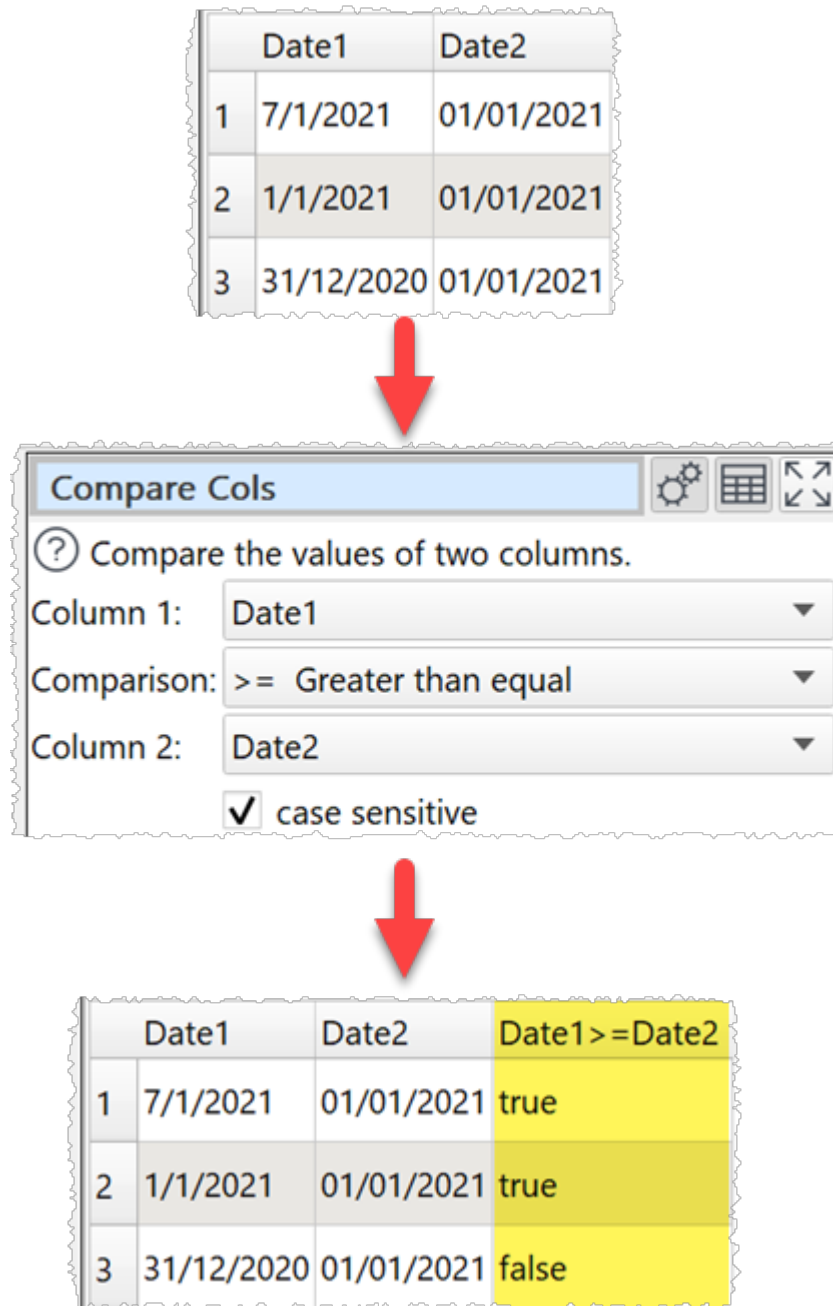 Date1 Date2
1 7/1/2021 01/01/2021
2 1/1/2021 01/01/2021
3 31/12/2020 01/01/2021
Compare Cols
? Compare the values of two columns.
Column 1: Date1
Comparison: >= Greater than equal
Column 2: Date2
case sensitive
Date1 Date2 Date1>=Date2
1 7/1/2021 01/01/2021 true
2 1/1/2021 01/01/2021 true
3 31/12/2020 01/01/2021 false